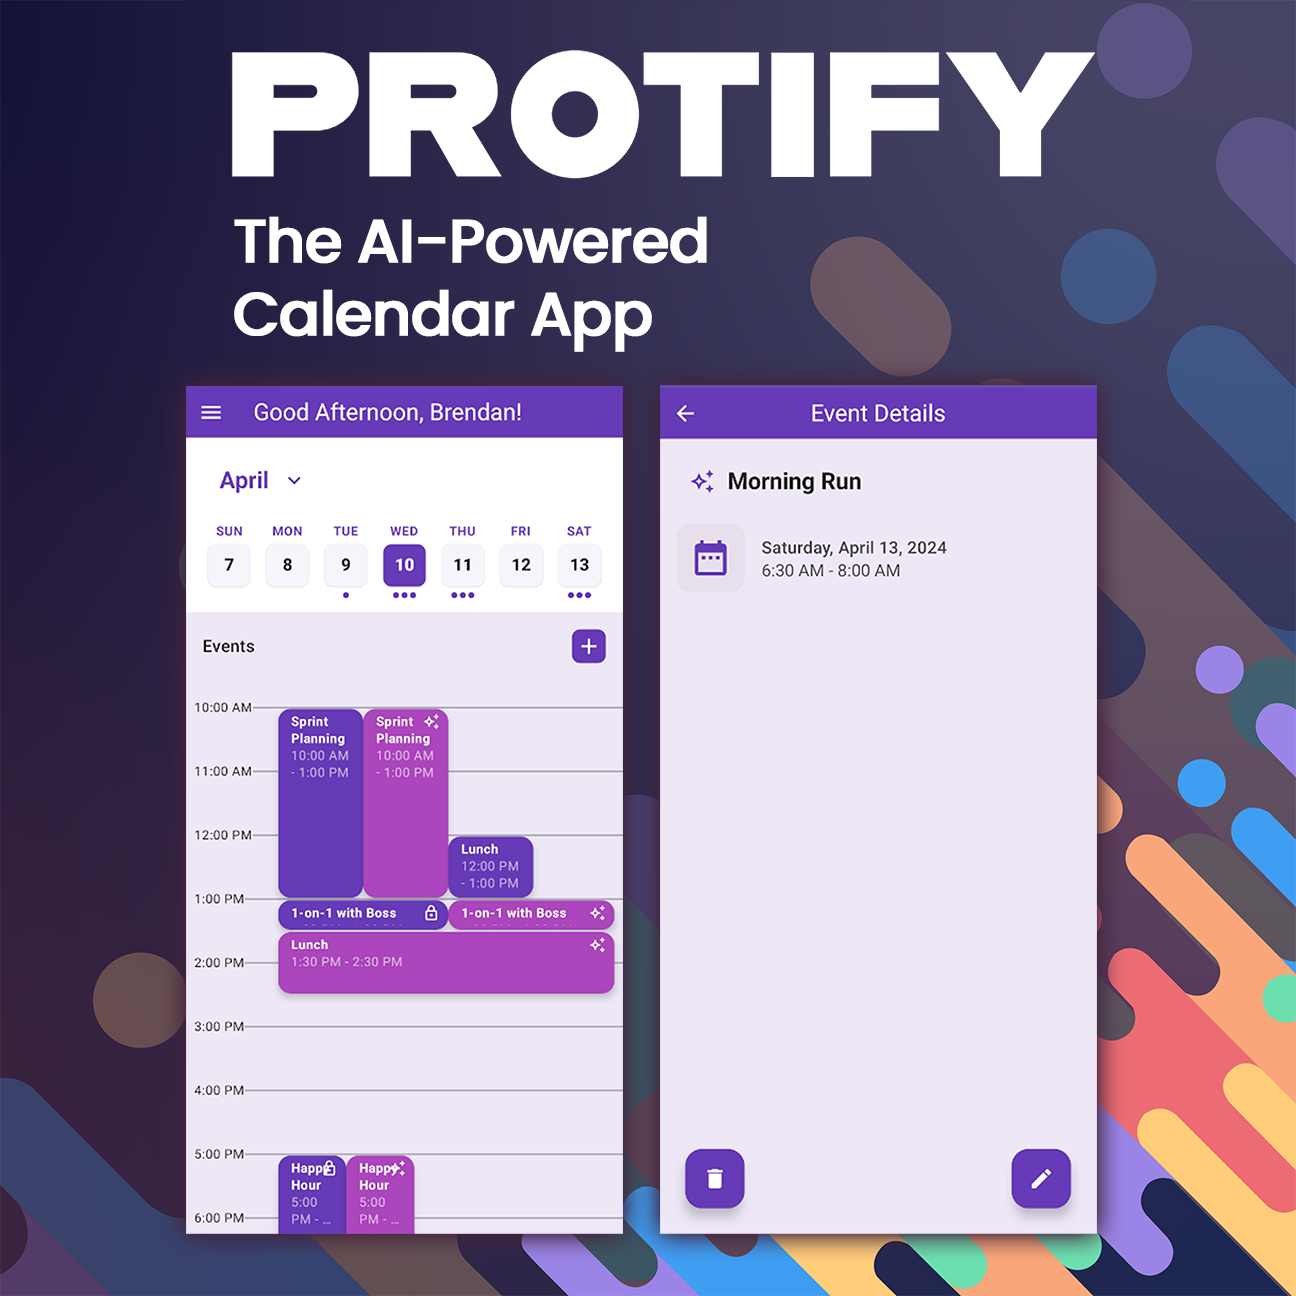 PROTIFY
The AI-Powered
Calendar App
Good Afternoon, Brendan!
April
SUN MON TUE WED THU FRI SAT
7 8 9 10 11 12 13
Events
10:00 AM
Sprint
Planning
10:00 AM
- 1:00 PM
Sprint
Planning
10:00 AM
- 1:00 PM
11:00 AM
12:00 PM
Lunch
12:00 PM
- 1:00 PM
1:00 PM
1-on-1 with Boss
1-on-1 with Boss
Lunch
1:30 PM - 2:30 PM
2:00 PM
3:00 PM
4:00 PM
5:00 PM
Happy
Hour
5:00
PM - ...
Happy
Hour
5:00
PM - ...
6:00 PM
Event Details
Morning Run
Saturday, April 13, 2024
6:30 AM - 8:00 AM